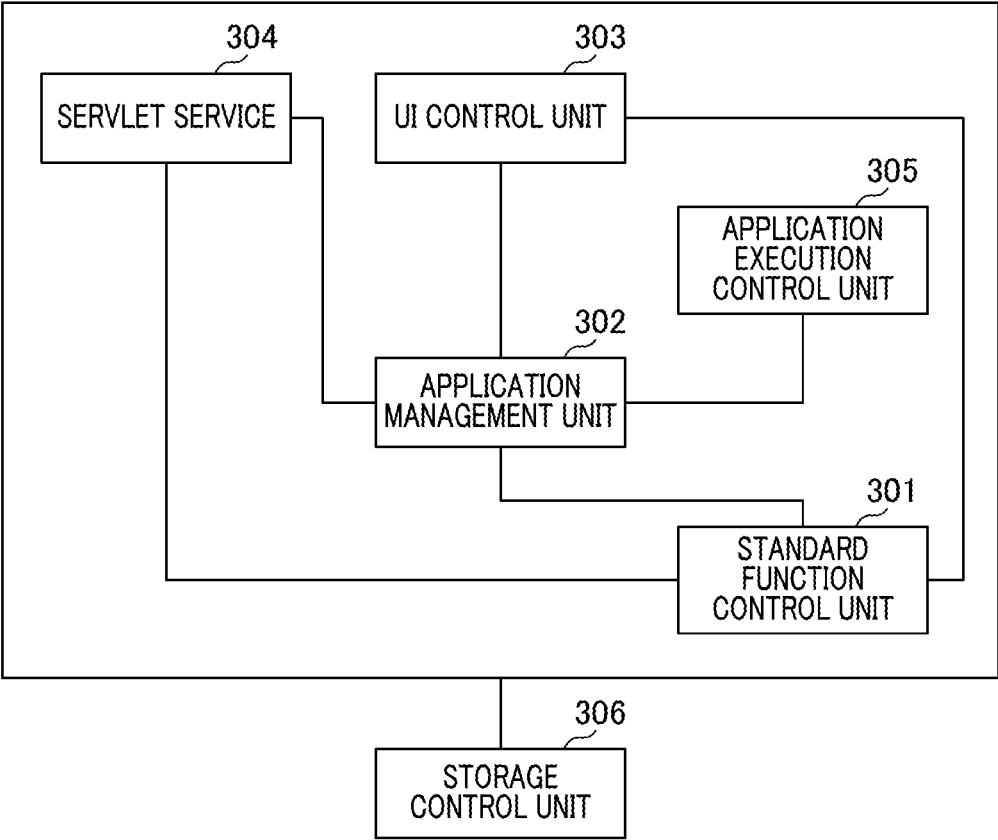 304
SERVLET SERVICE
303
UI CONTROL UNIT
305
APPLICATION
EXECUTION
CONTROL UNIT
302
APPLICATION
MANAGEMENT UNIT
301
STANDARD
FUNCTION
CONTROL UNIT
306
STORAGE
CONTROL UNIT